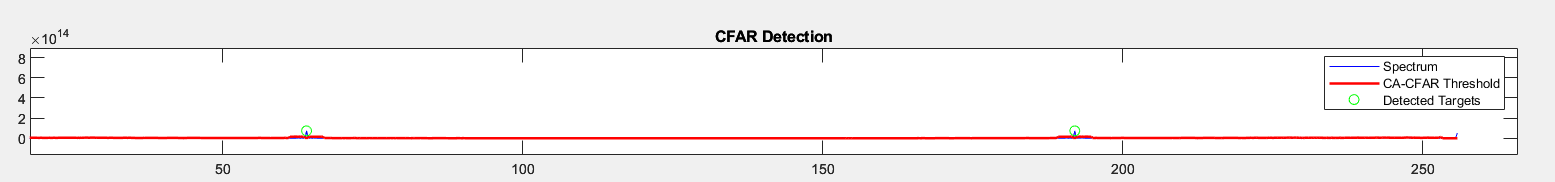 CFAR Detection
×10^14
8
6
4
2
0
Spectrum
CA-CFAR Threshold
Detected Targets
50 100 150 200 250